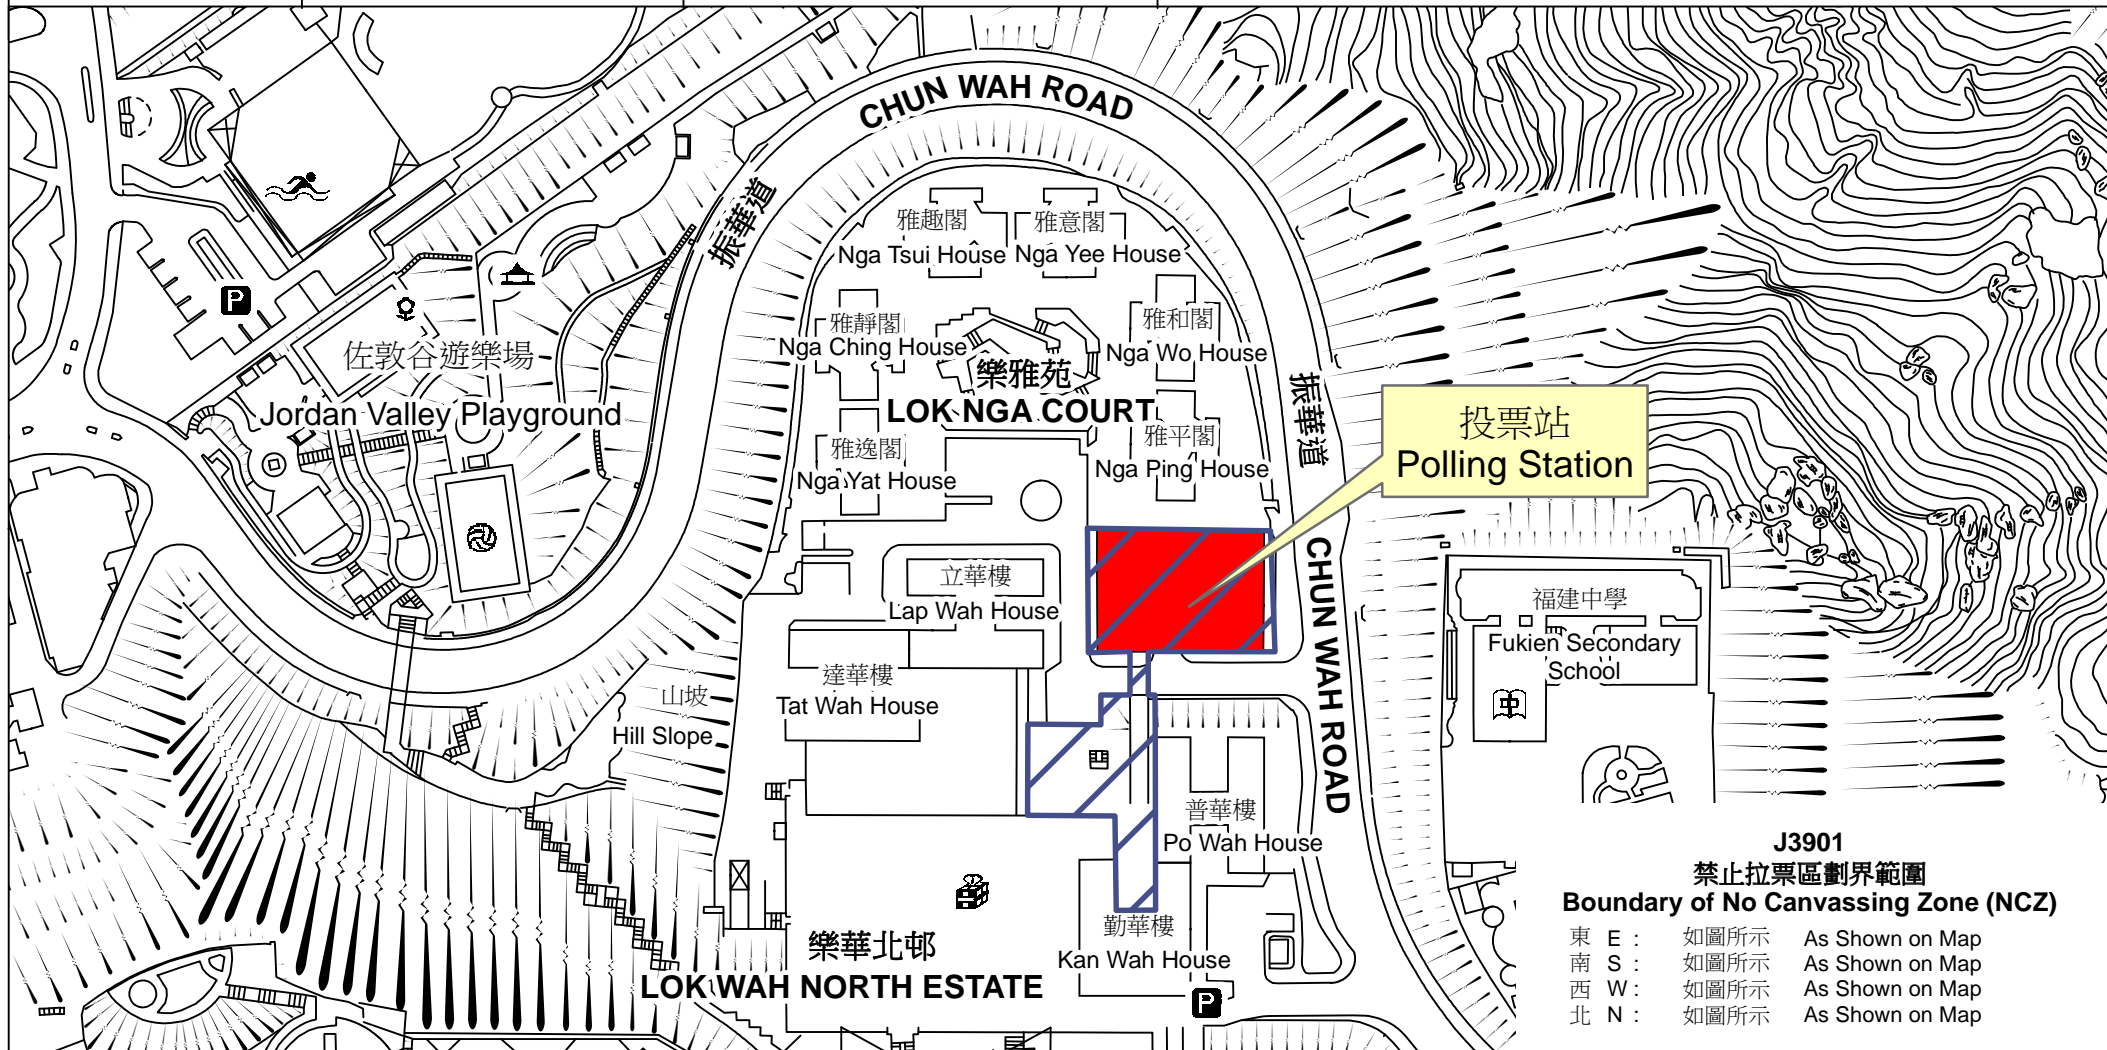 CHUN WAH ROAD
振華道
雅趣閣
Nga Tsui House
雅意閣
Nga Yee House
P
雅靜閣
Nga Ching House
雅和閣
Nga Wo House
佐敦谷遊樂場
Jordan Valley Playground
樂雅苑
LOK NGA COURT
振華道
投票站
Polling Station
雅逸閣
Nga Yat House
雅平閣
Nga Ping House
CHUN WAH ROAD
立華樓
Lap Wah House
福建中學
Fukien Secondary
School
中
山坡
Hill Slope
達華樓
Tat Wah House
普華樓
Po Wah House
勤華樓
Kan Wah House
樂華北邨
LOK WAH NORTH ESTATE
P
J3901
禁止拉票區劃界範圍
Boundary of No Canvassing Zone (NCZ)
東 E : 如圖所示 As Shown on Map
南 S : 如圖所示 As Shown on Map
西 W : 如圖所示 As Shown on Map
北 N : 如圖所示 As Shown on Map